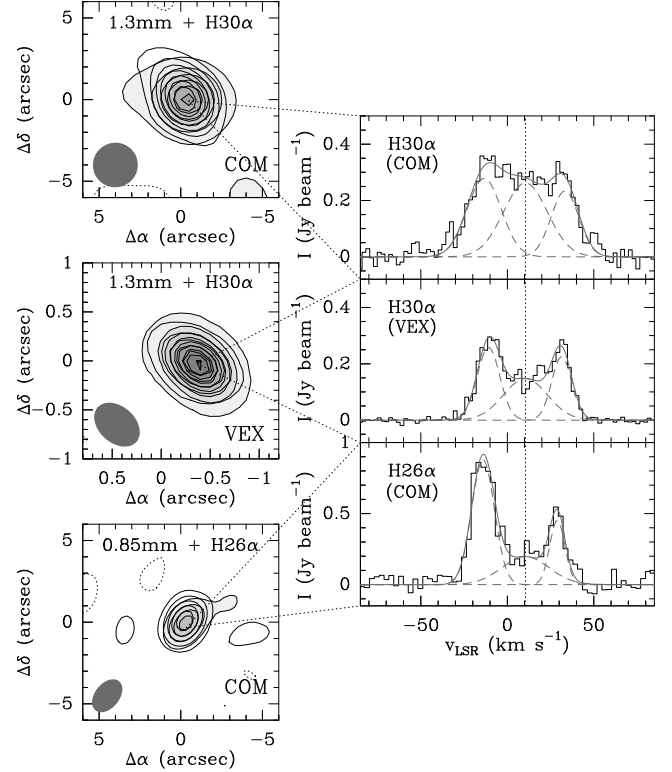 1.3mm + H30α
5
0
−5
Δδ (arcsec)
COM
5
0
−5
Δα (arcsec)
1.3mm + H30α
1
0.5
0
−0.5
−1
Δδ (arcsec)
VEX
0.5
0
−0.5
−1
Δα (arcsec)
0.85mm + H26α
5
0
−5
Δδ (arcsec)
COM
5
0
−5
Δα (arcsec)
H30α
(COM)
0.4
0.2
0
I (Jy beam⁻¹)
H30α
(VEX)
0.4
0.2
0
I (Jy beam⁻¹)
H26α
(COM)
1
0.5
0
I (Jy beam⁻¹)
−50
0
50
v_LSR (km s⁻¹)